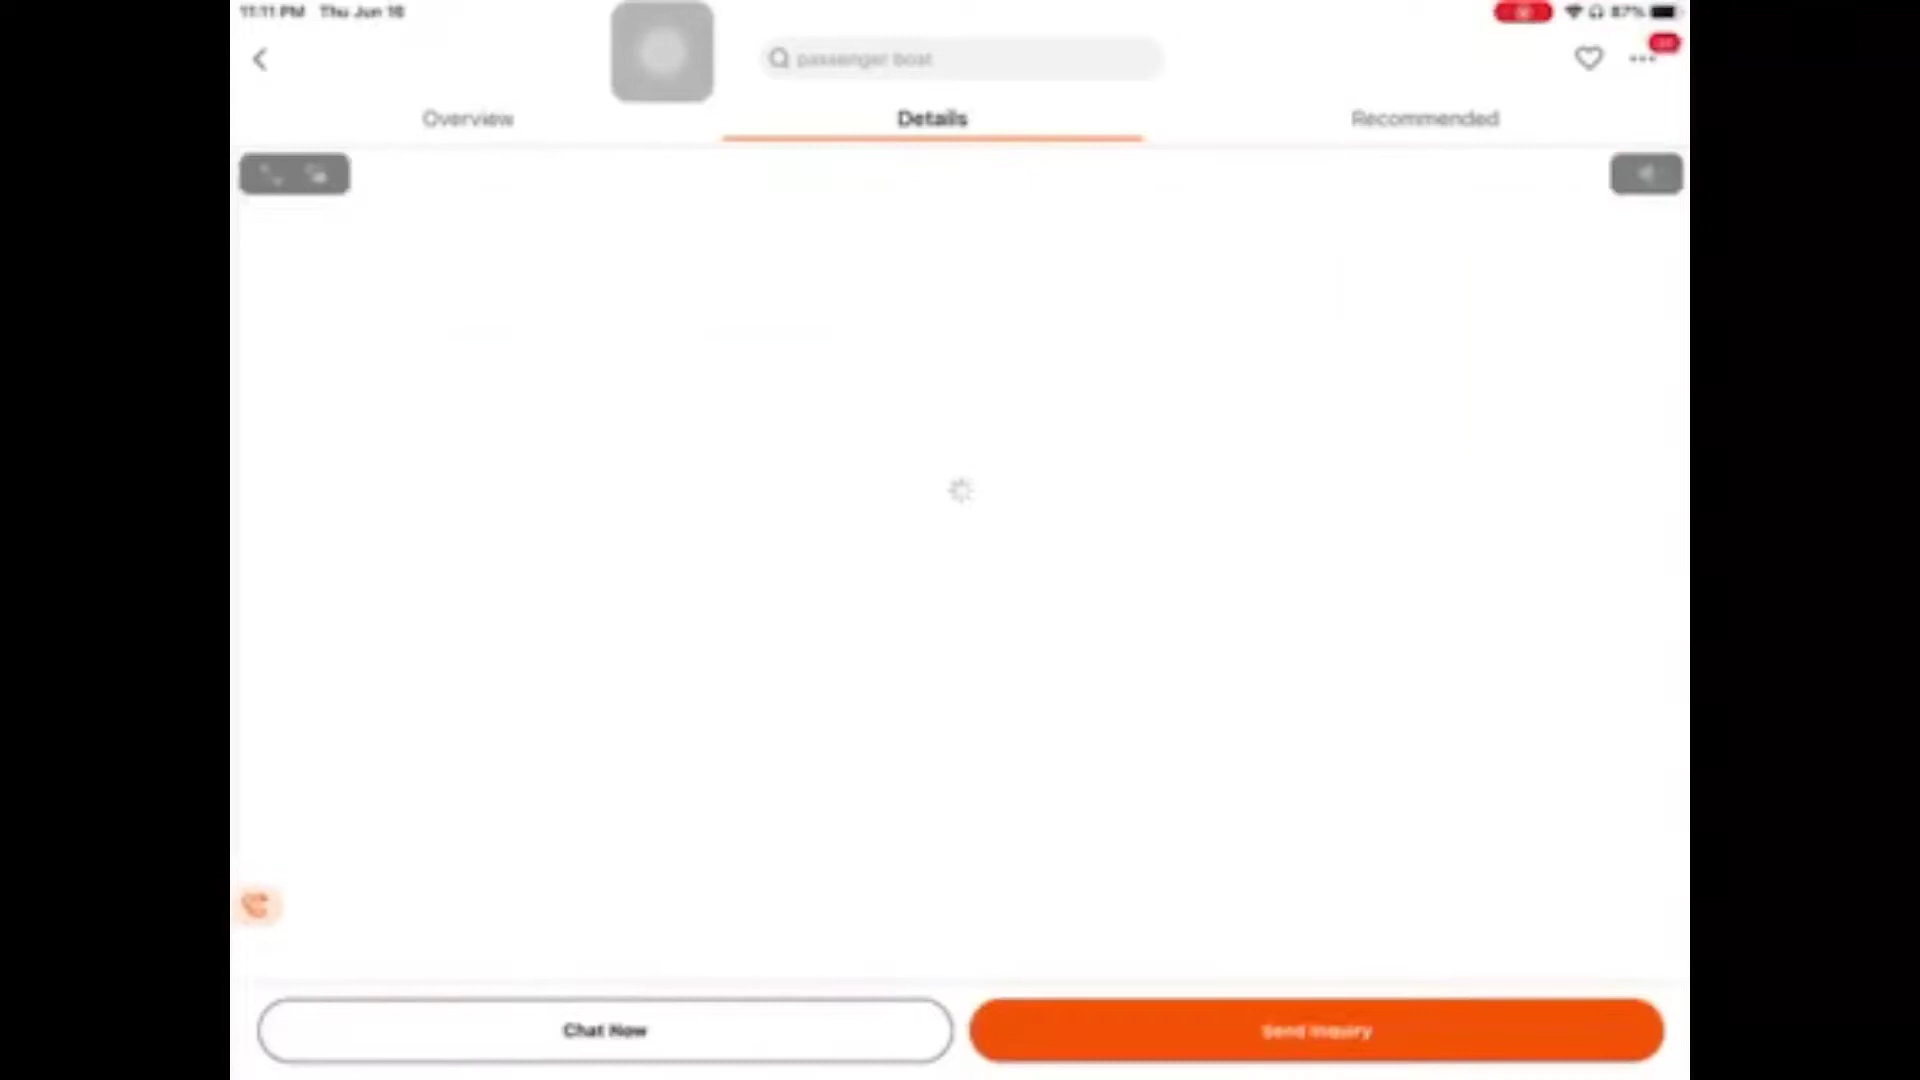 11:11 PM Thu Jun 16
87%
passenger boat
Overview
Details
Recommended
Chat Now
Send Inquiry